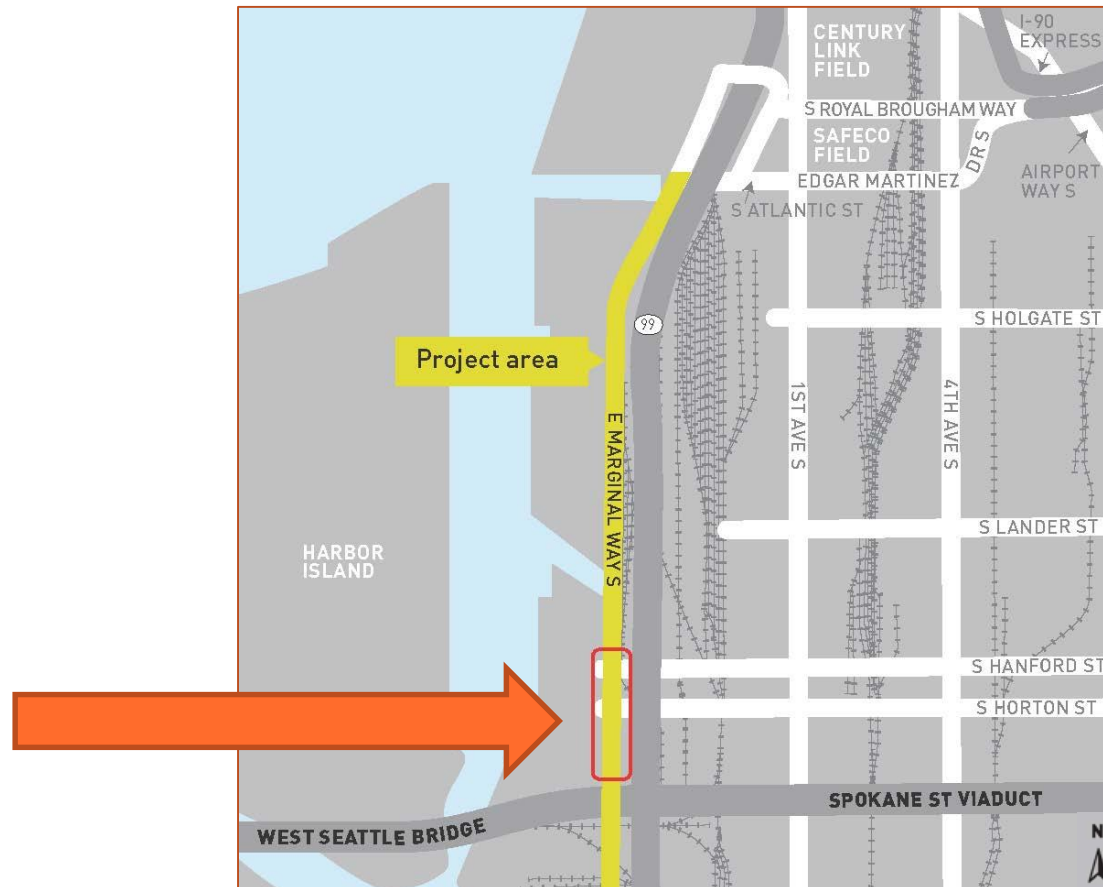 I-90
EXPRESS
CENTURY
LINK
FIELD
S ROYAL BROUGHAM WAY
SAFECO
FIELD
DR S
EDGAR MARTINEZ
AIRPORT
WAY S
S ATLANTIC ST
99
S HOLGATE ST
Project area
1ST AVE S
4TH AVE S
E MARGINAL WAY S
S LANDER ST
HARBOR
ISLAND
S HANFORD ST
S HORTON ST
SPOKANE ST VIADUCT
WEST SEATTLE BRIDGE
N